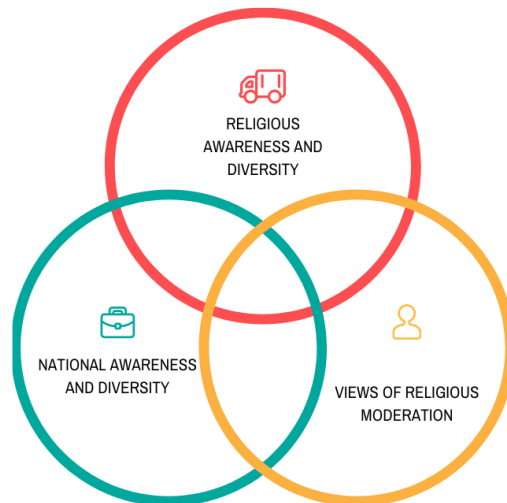 RELIGIOUS
AWARENESS AND
DIVERSITY
NATIONAL AWARENESS
AND DIVERSITY
VIEWS OF RELIGIOUS
MODERATION